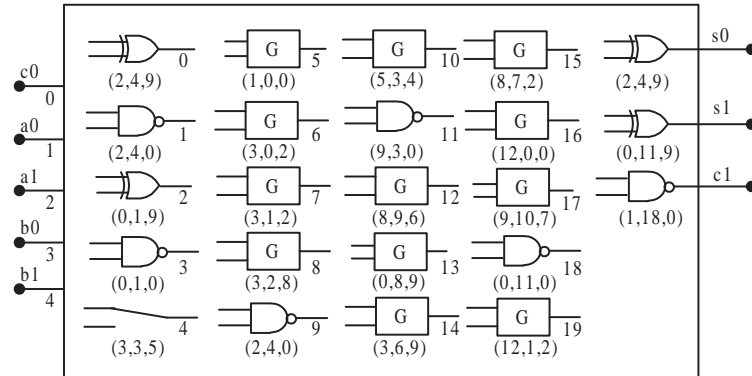 s0
G G G
c0 0 5 10 15
(2,4,9) (1,0,0) (5,3,4) (8,7,2) (2,4,9)
0 s1
a0 G G
1 6 11 16
1 (2,4,0) (3,0,2) (9,3,0) (12,0,0) (0,11,9)
a1 c1
G G G
2 2 7 12 17
(0,1,9) (3,1,2) (8,9,6) (9,10,7) (1,18,0)
b0
3 G G
3 8 13 18
b1 (0,1,0) (3,2,8) (0,8,9) (0,11,0)
4
G G
4 9 14 19
(3,3,5) (2,4,0) (3,6,9) (12,1,2)